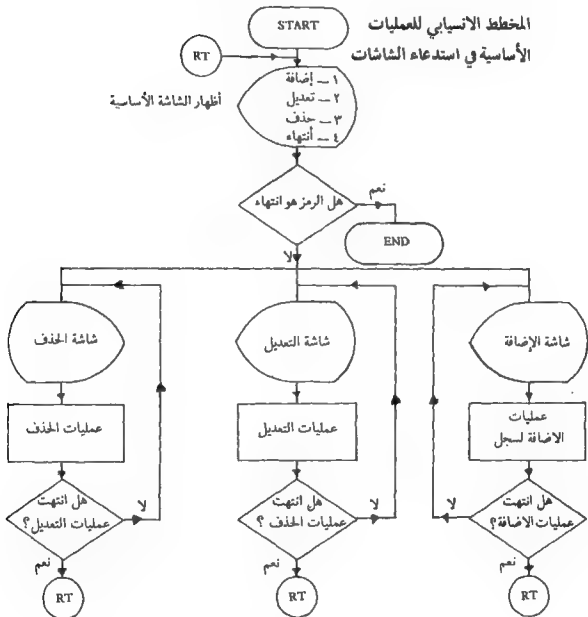 المخطط الانسيابي للعمليات
الأساسية في استدعاء الشاشات
START
RT
١ – إضافة
٢ – تعديل
٣ – حذف
٤ – أنتهاء
أظهار الشاشة الأساسية
هل الرمز هو انتهاء
نعم
END
لا
شاشة الإضافة
عمليات
الاضافة لسجل
هل انتهت
عمليات الاضافة؟
لا
نعم
RT
شاشة التعديل
عمليات التعديل
هل انتهت
عمليات الحذف ؟
لا
نعم
RT
شاشة الحذف
عمليات الحذف
هل انتهت
عمليات التعديل؟
لا
نعم
RT